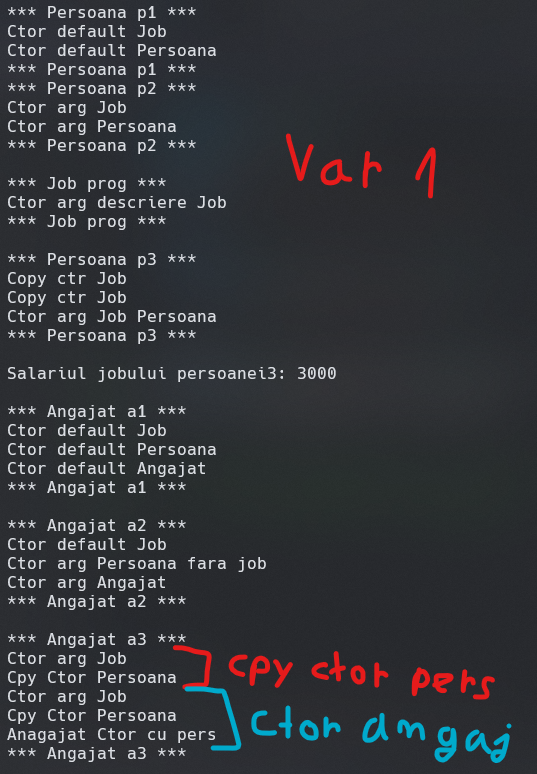 *** Persoana p1 ***
Ctor default Job
Ctor default Persoana
*** Persoana p1 ***
*** Persoana p2 ***
Ctor arg Job
Ctor arg Persoana
*** Persoana p2 ***
Var 1
*** Job prog ***
Ctor arg descriere Job
*** Job prog ***
*** Persoana p3 ***
Copy ctr Job
Copy ctr Job
Ctor arg Job Persoana
*** Persoana p3 ***
Salariul jobului persoanei3: 3000
*** Angajat a1 ***
Ctor default Job
Ctor default Persoana
Ctor default Angajat
*** Angajat a1 ***
*** Angajat a2 ***
Ctor default Job
Ctor arg Persoana fara job
Ctor arg Angajat
*** Angajat a2 ***
*** Angajat a3 ***
Ctor arg Job
Cpy Ctor Persoana
cpy ctor pers
Ctor arg Job
Cpy Ctor Persoana
Anagajat Ctor cu pers
Ctor angaj
*** Angajat a3 ***